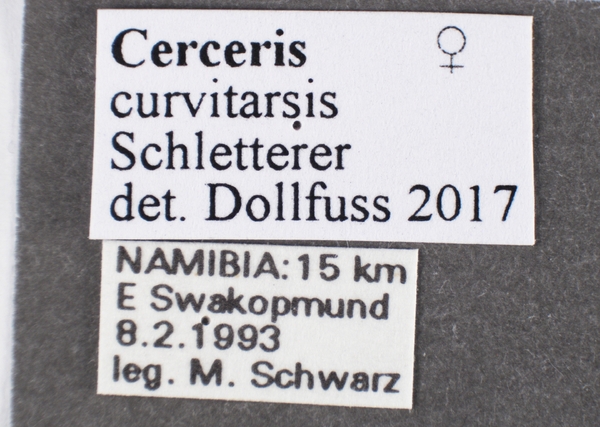 Cerceris ♀
curvitarsis
Schletterer
det. Dollfuss 2017
NAMIBIA: 15 km
E Swakopmund
8.2.1993
leg. M. Schwarz